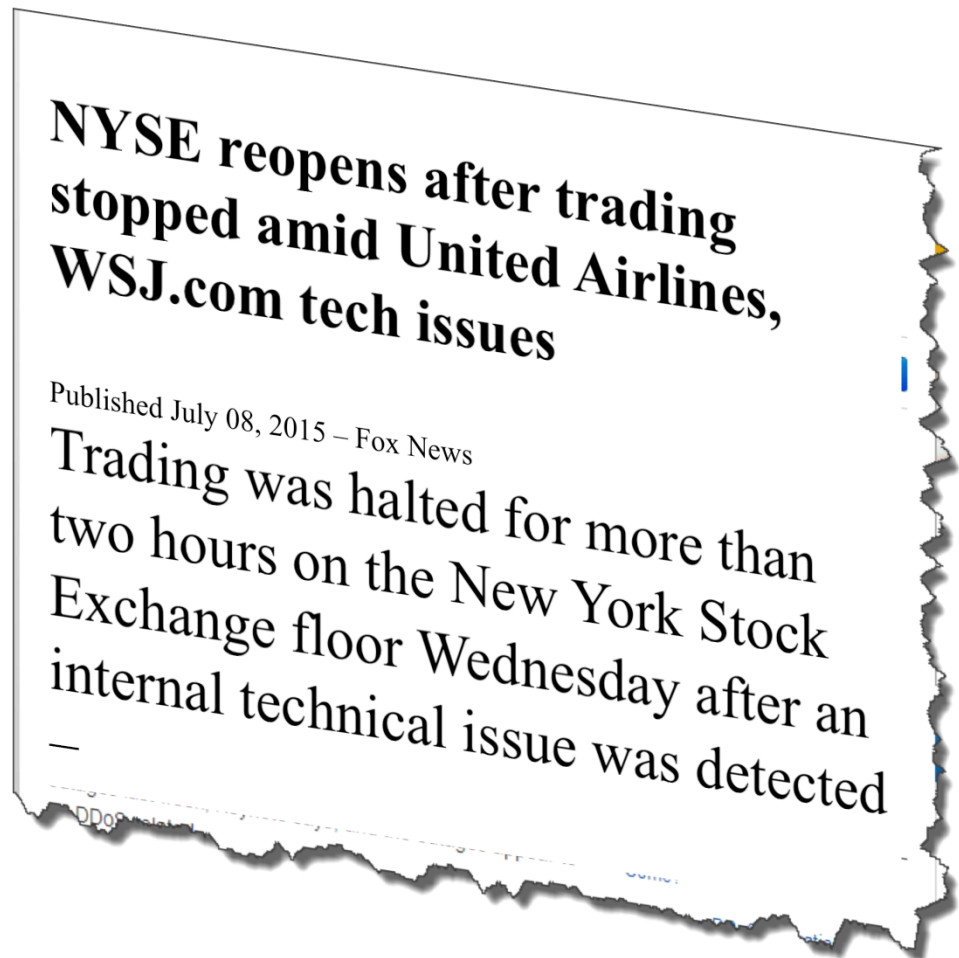 NYSE reopens after trading
stopped amid United Airlines,
WSJ.com tech issues
Published July 08, 2015 – Fox News
Trading was halted for more than
two hours on the New York Stock
Exchange floor Wednesday after an
internal technical issue was detected
—
DDoS